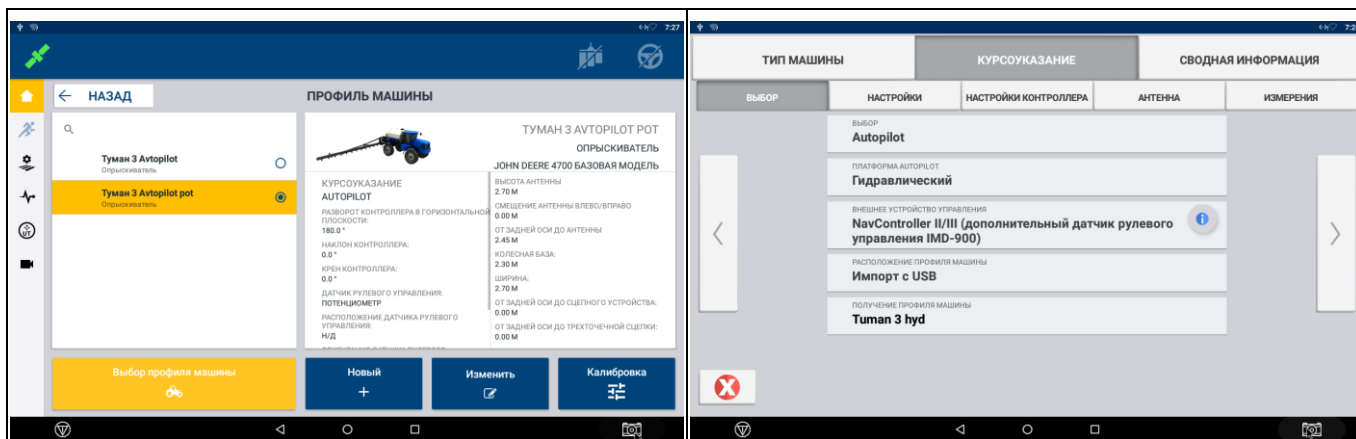 7:27
НАЗАД
ПРОФИЛЬ МАШИНЫ
Туман 3 Avtopilot
Опрыскиватель
Туман 3 Avtopilot pot
Опрыскиватель
ТУМАН 3 AVTOPILOT POT
ОПРЫСКИВАТЕЛЬ
JOHN DEERE 4700 БАЗОВАЯ МОДЕЛЬ
КУРСОУКАЗАНИЕ
AUTOPILOT
РАЗВОРОТ КОНТРОЛЛЕРА В ГОРИЗОНТАЛЬНОЙ
ПЛОСКОСТИ:
180.0 °
НАКЛОН КОНТРОЛЛЕРА:
0.0 °
КРЕН КОНТРОЛЛЕРА:
0.0 °
ДАТЧИК РУЛЕВОГО УПРАВЛЕНИЯ:
ПОТЕНЦИОМЕТР
РАСПОЛОЖЕНИЕ ДАТЧИКА РУЛЕВОГО
УПРАВЛЕНИЯ:
Н/Д
ВЫСОТА АНТЕННЫ
2.70 М
СМЕЩЕНИЕ АНТЕННЫ ВЛЕВО/ВПРАВО
0.00 М
ОТ ЗАДНЕЙ ОСИ ДО АНТЕННЫ
2.45 М
КОЛЕСНАЯ БАЗА:
2.30 М
ШИРИНА:
2.70 М
ОТ ЗАДНЕЙ ОСИ ДО СЦЕПНОГО УСТРОЙСТВА:
0.00 М
ОТ ЗАДНЕЙ ОСИ ДО ТРЕХТОЧЕЧНОЙ СЦЕПКИ:
0.00 М
Выбор профиля машины
Новый
Изменить
Калибровка
ТИП МАШИНЫ
КУРСОУКАЗАНИЕ
СВОДНАЯ ИНФОРМАЦИЯ
ВЫБОР
НАСТРОЙКИ
НАСТРОЙКИ КОНТРОЛЛЕРА
АНТЕННА
ИЗМЕРЕНИЯ
ВЫБОР
Autopilot
ПЛАТФОРМА AUTOPILOT
Гидравлический
ВНЕШНЕЕ УСТРОЙСТВО УПРАВЛЕНИЯ
NavController II/III (дополнительный датчик рулевого
управления IMD-900)
РАСПОЛОЖЕНИЕ ПРОФИЛЯ МАШИНЫ
Импорт с USB
ПОЛУЧЕНИЕ ПРОФИЛЯ МАШИНЫ
Tuman 3 hyd